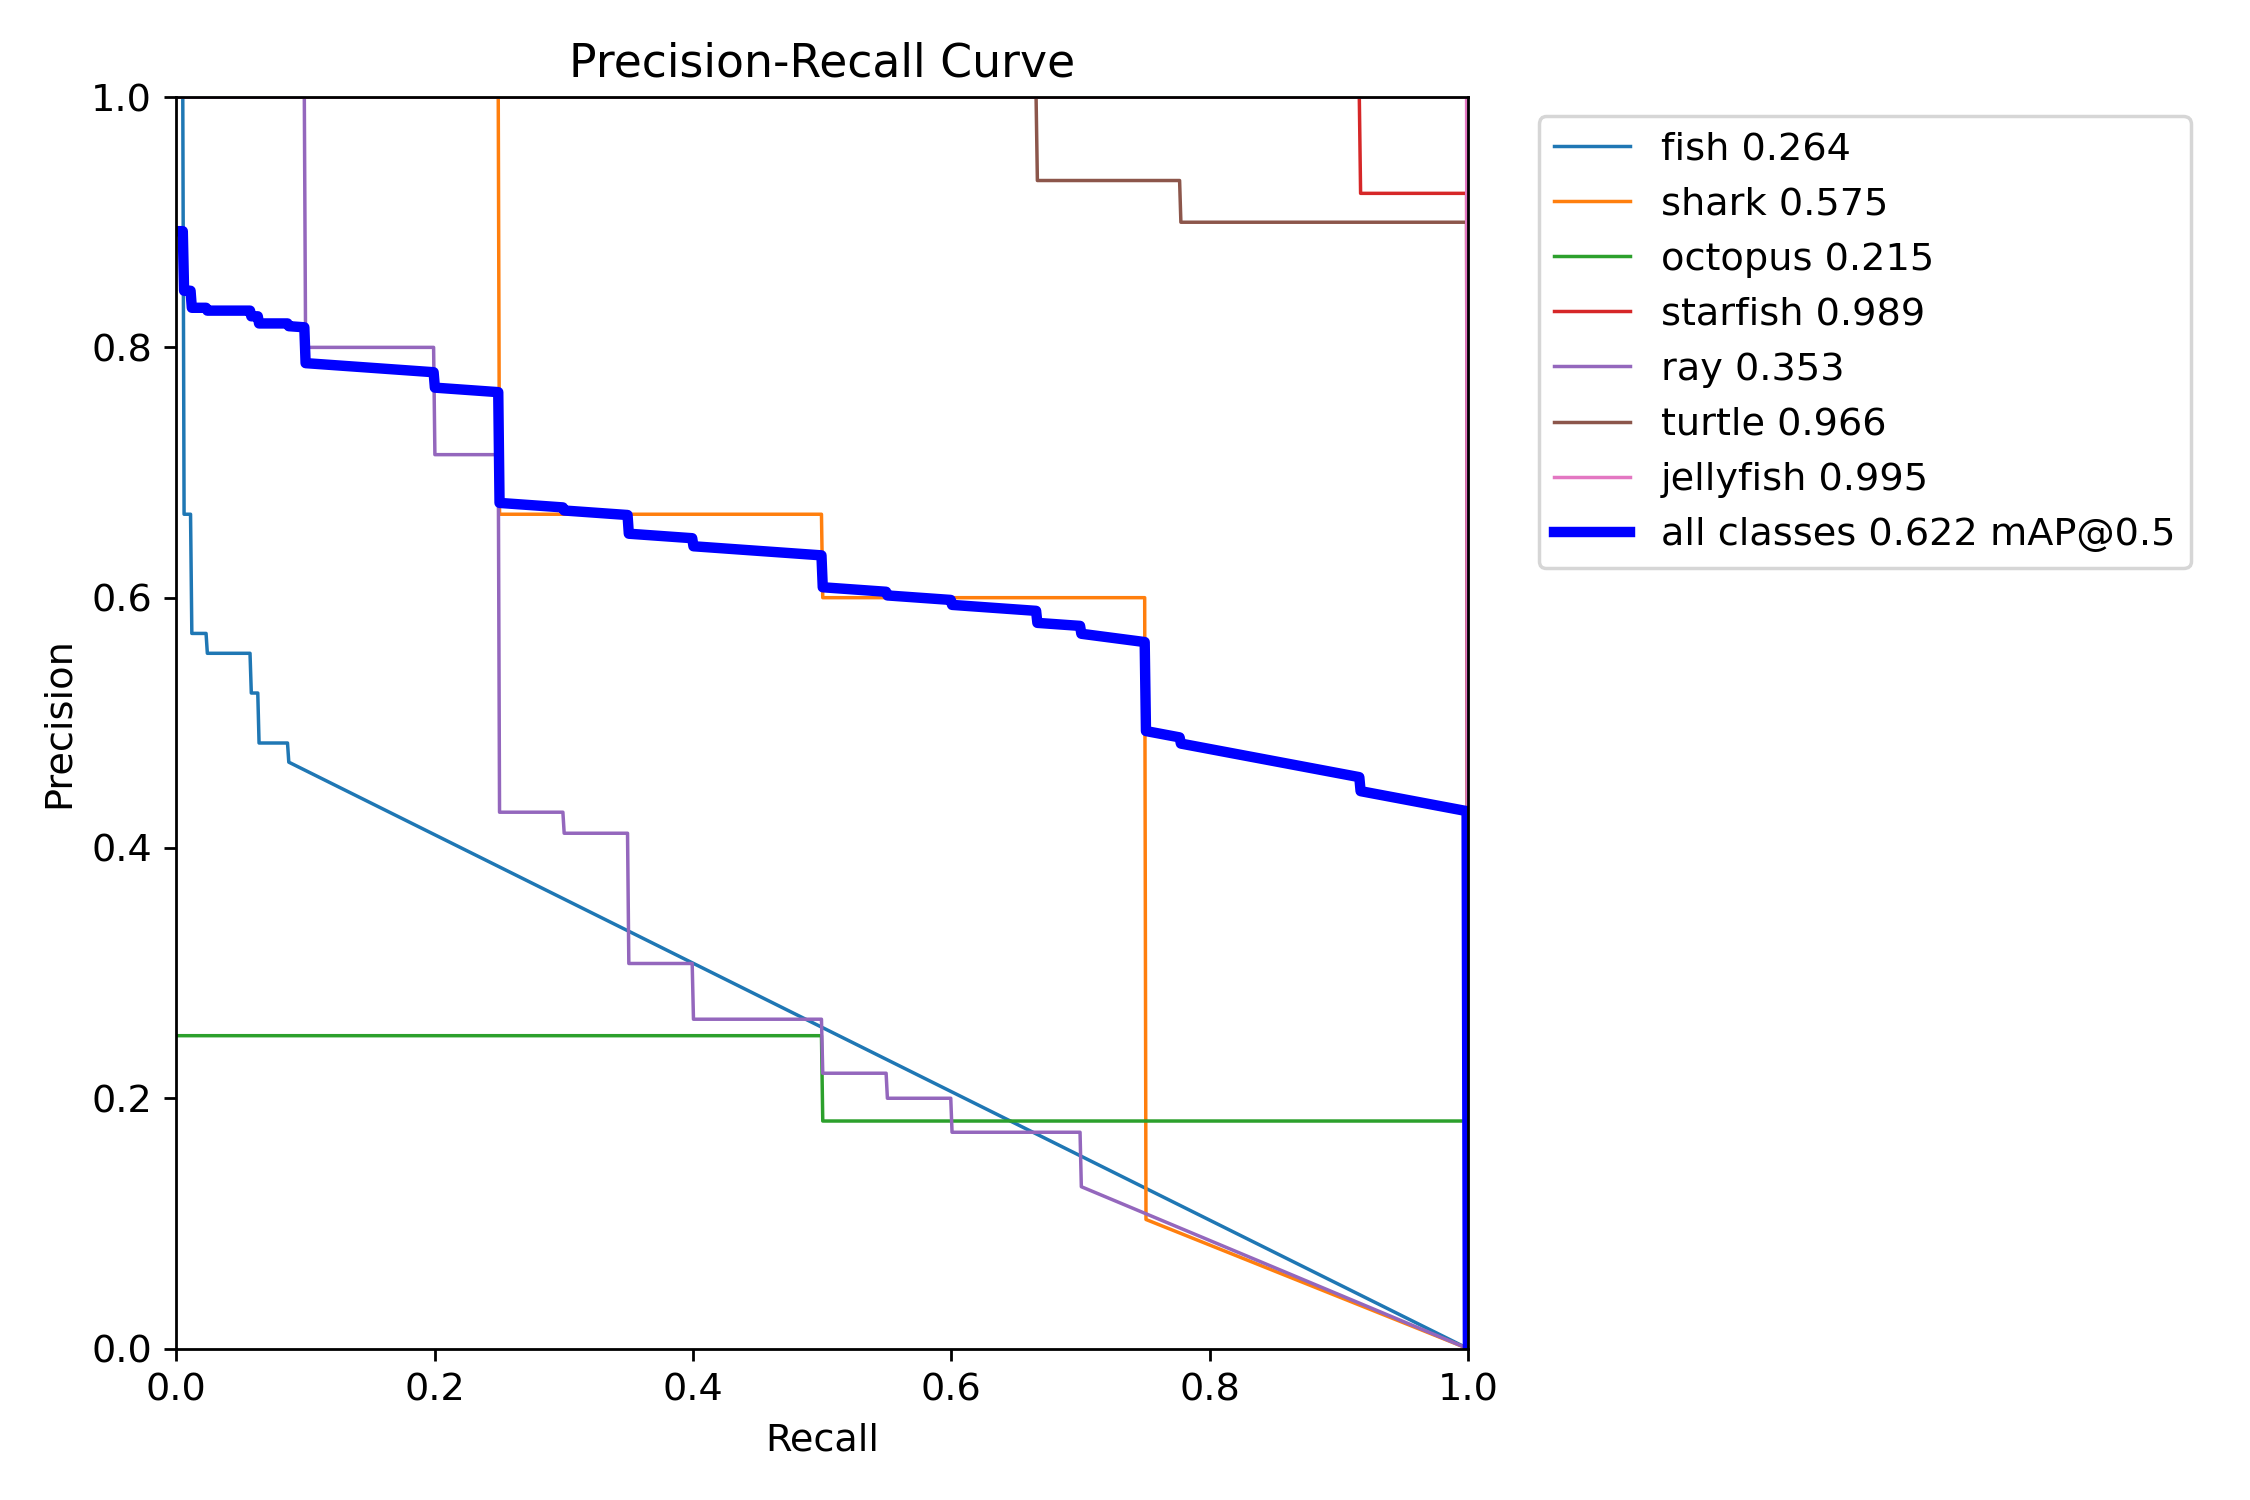 Precision-Recall Curve
1.0
0.8
0.6
0.4
0.2
0.0
Precision
0.0 0.2 0.4 0.6 0.8 1.0
Recall
fish 0.264
shark 0.575
octopus 0.215
starfish 0.989
ray 0.353
turtle 0.966
jellyfish 0.995
all classes 0.622 mAP@0.5